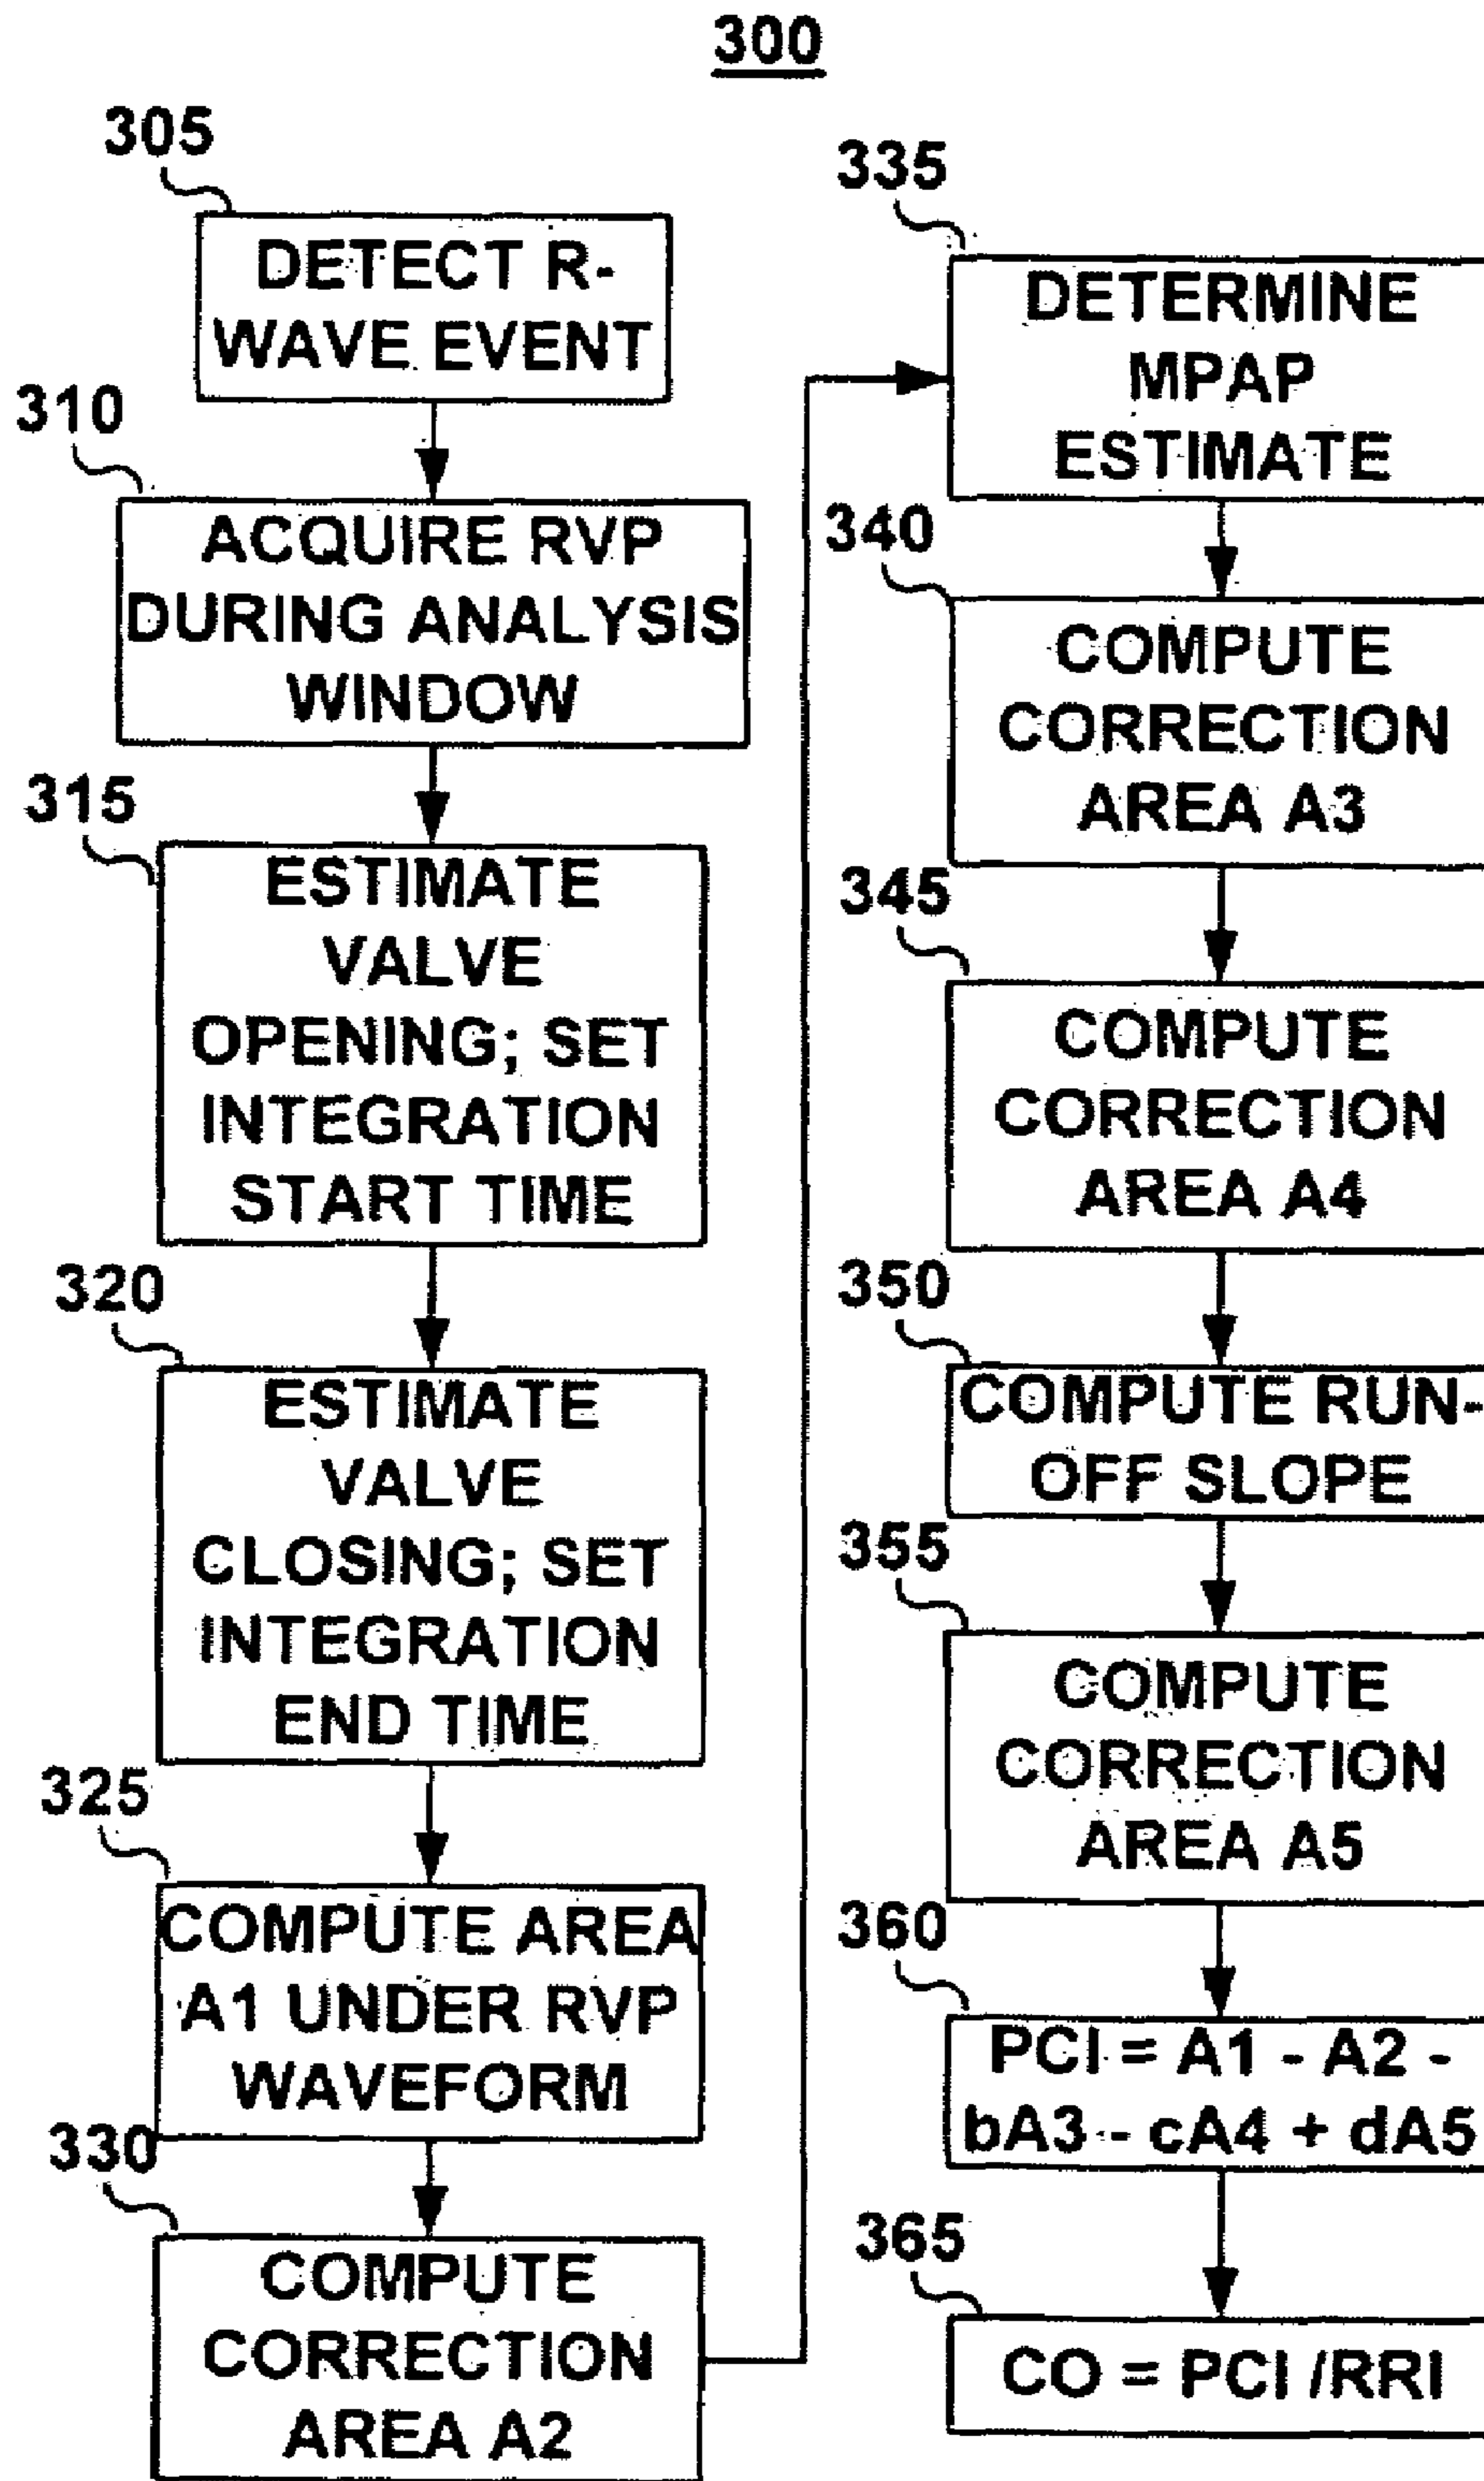 300
305
DETECT R-
WAVE EVENT
310
ACQUIRE RVP
DURING ANALYSIS
WINDOW
315
ESTIMATE
VALVE
OPENING; SET
INTEGRATION
START TIME
320
ESTIMATE
VALVE
CLOSING; SET
INTEGRATION
END TIME
325
COMPUTE AREA
A1 UNDER RVP
WAVEFORM
330
COMPUTE
CORRECTION
AREA A2
335
DETERMINE
MPAP
ESTIMATE
340
COMPUTE
CORRECTION
AREA A3
345
COMPUTE
CORRECTION
AREA A4
350
COMPUTE RUN-
OFF SLOPE
355
COMPUTE
CORRECTION
AREA A5
360
PCI = A1 - A2 -
bA3 - cA4 + dA5
365
CO = PCI /RRI